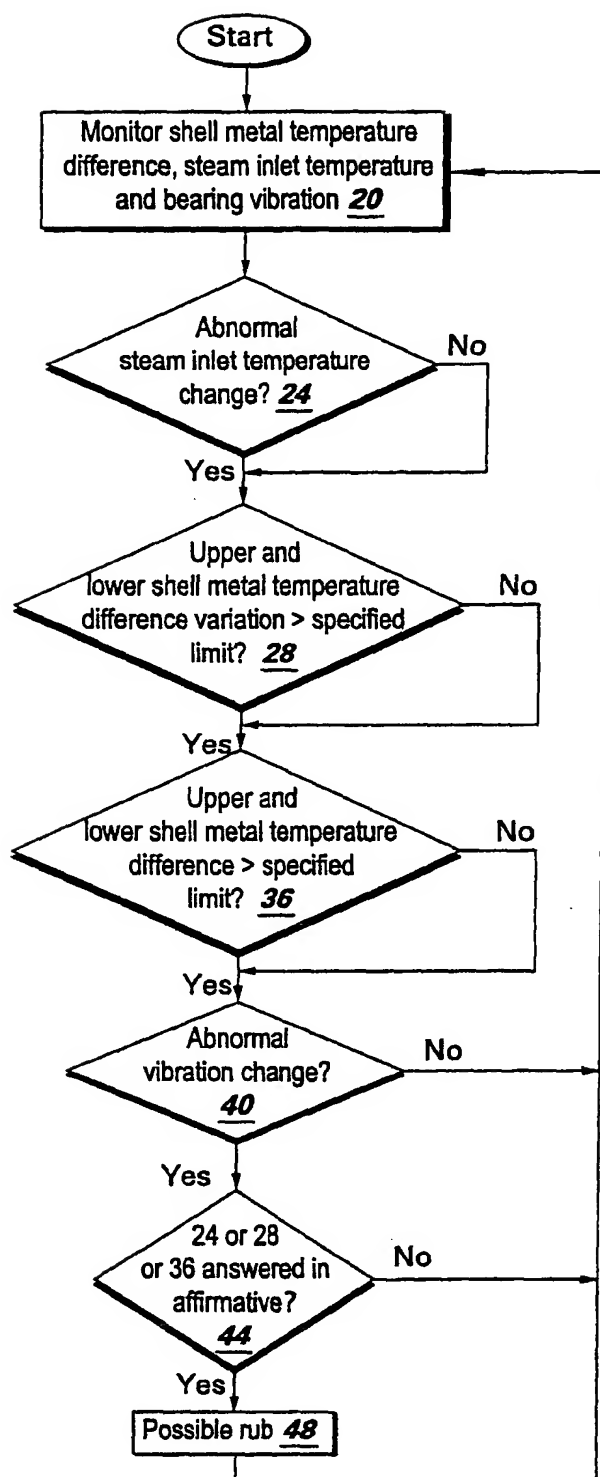 Start
Monitor shell metal temperature
difference, steam inlet temperature
and bearing vibration 20
Abnormal
steam inlet temperature
change? 24
No
Yes
Upper and
lower shell metal temperature
difference variation > specified
limit? 28
No
Yes
Upper and
lower shell metal temperature
difference > specified
limit? 36
No
Yes
Abnormal
vibration change?
40
No
Yes
24 or 28
or 36 answered in
affirmative?
44
No
Yes
Possible rub 48